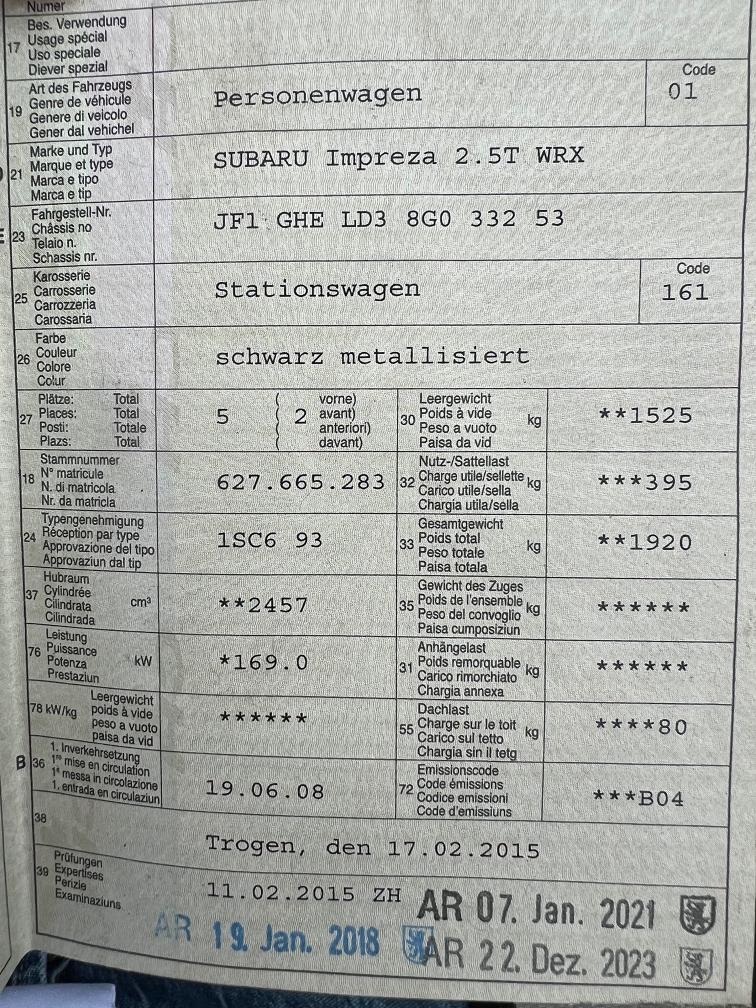 Numer
17 Bes. Verwendung
Usage spécial
Uso speciale
Diever spezial
19 Art des Fahrzeugs
Genre de véhicule
Genere di veicolo
Gener dal vehichel
Personenwagen
Code
01
21 Marke und Typ
Marque et type
Marca e tipo
Marca e tip
SUBARU Impreza 2.5T WRX
23 Fahrgestell-Nr.
Châssis no
Telaio n.
Schassis nr.
JF1 GHE LD3 8G0 332 53
25 Karosserie
Carrosserie
Carrozzeria
Carossaria
Stationswagen
Code
161
26 Farbe
Couleur
Colore
Colur
schwarz metallisiert
27 Plätze: Total
Places: Total
Posti: Totale
Plazs: Total
5 ( 2 vorne)
( avant)
( anteriori)
( davant)
30 Leergewicht
Poids à vide
Peso a vuoto
Paisa da vid
kg
**1525
18 Stammnummer
N° matricule
N. di matricola
Nr. da matricla
627.665.283
32 Nutz-/Sattellast
Charge utile/sellette
Carico utile/sella
Chargia utila/sella
kg
***395
24 Typengenehmigung
Réception par type
Approvazione del tipo
Approvaziun dal tip
1SC6 93
33 Gesamtgewicht
Poids total
Peso totale
Paisa totala
kg
**1920
37 Hubraum
Cylindrée
Cilindrata
Cilindrada
cm³
**2457
35 Gewicht des Zuges
Poids de l'ensemble
Peso del convoglio
Paisa cumposiziun
kg
******
76 Leistung
Puissance
Potenza
Prestaziun
kW
*169.0
31 Anhängelast
Poids remorquable
Carico rimorchiato
Chargia annexa
kg
******
78 kW/kg Leergewicht
poids à vide
peso a vuoto
paisa da vid
******
55 Dachlast
Charge sur le toit
Carico sul tetto
Chargia sin il tetg
kg
****80
B 36 1. Inverkehrsetzung
1re mise en circulation
1ª messa in circolazione
1. entrada en circulaziun
19.06.08
72 Emissionscode
Code émissions
Codice emissioni
Code d'emissiuns
***B04
38
Trogen, den 17.02.2015
39 Prüfungen
Expertises
Perizie
Examinaziuns
11.02.2015 ZH
AR 07. Jan. 2021
AR 19. Jan. 2018
AR 22. Dez. 2023